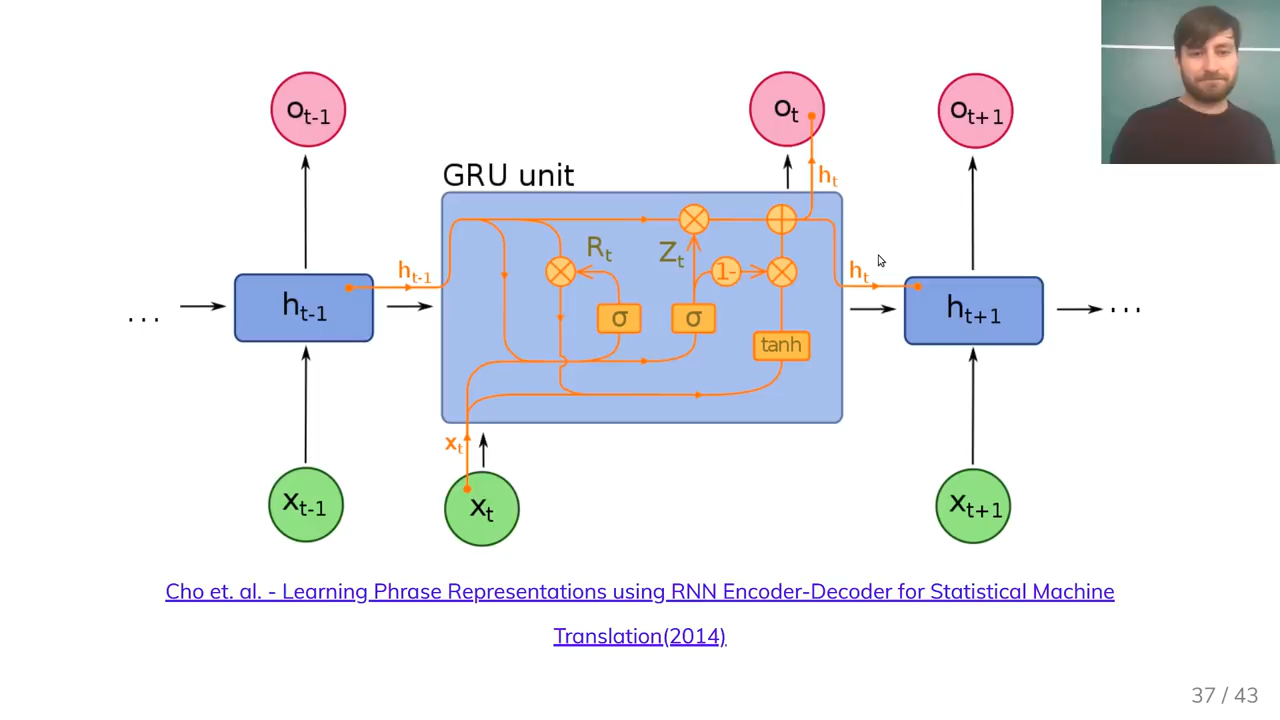 o_t-1
o_t
o_t+1
GRU unit
h_t
R_t
Z_t
h_t-1
1-
h_t
h_t-1
σ
σ
h_t+1
...
...
tanh
x_t
x_t-1
x_t
x_t+1
Cho et. al. - Learning Phrase Representations using RNN Encoder-Decoder for Statistical Machine
Translation(2014)
37 / 43